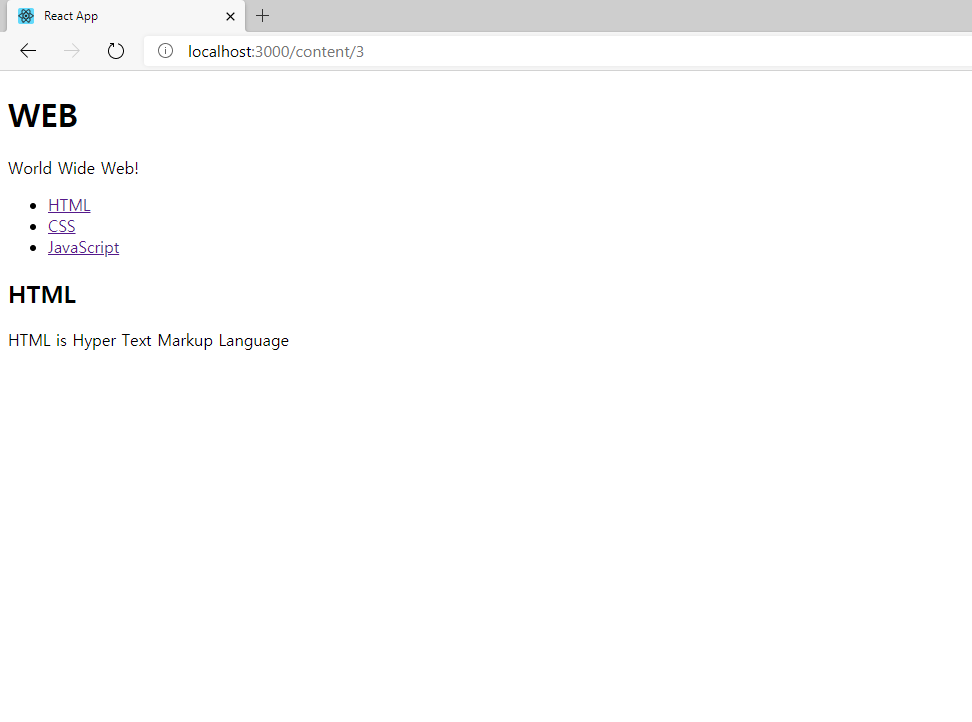 React App
localhost:3000/content/3
WEB
World Wide Web!
HTML
CSS
JavaScript
HTML
HTML is Hyper Text Markup Language